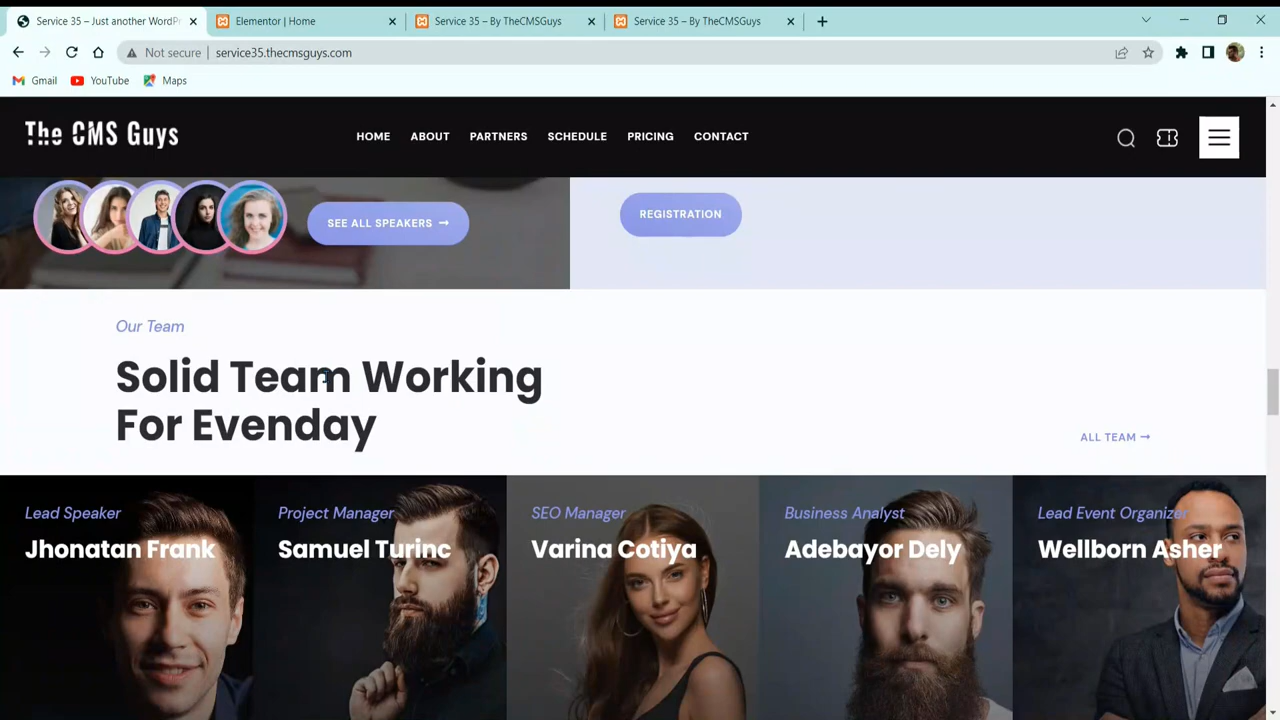 Service 35 – Just another WordPr
Elementor | Home
Service 35 – By TheCMSGuys
Service 35 – By TheCMSGuys
Not secure
service35.thecmsguys.com
Gmail
YouTube
Maps
The CMS Guys
HOME
ABOUT
PARTNERS
SCHEDULE
PRICING
CONTACT
SEE ALL SPEAKERS →
REGISTRATION
Our Team
Solid Team Working
For Evenday
ALL TEAM →
Lead Speaker
Jhonatan Frank
Project Manager
Samuel Turinc
SEO Manager
Varina Cotiya
Business Analyst
Adebayor Dely
Lead Event Organizer
Wellborn Asher